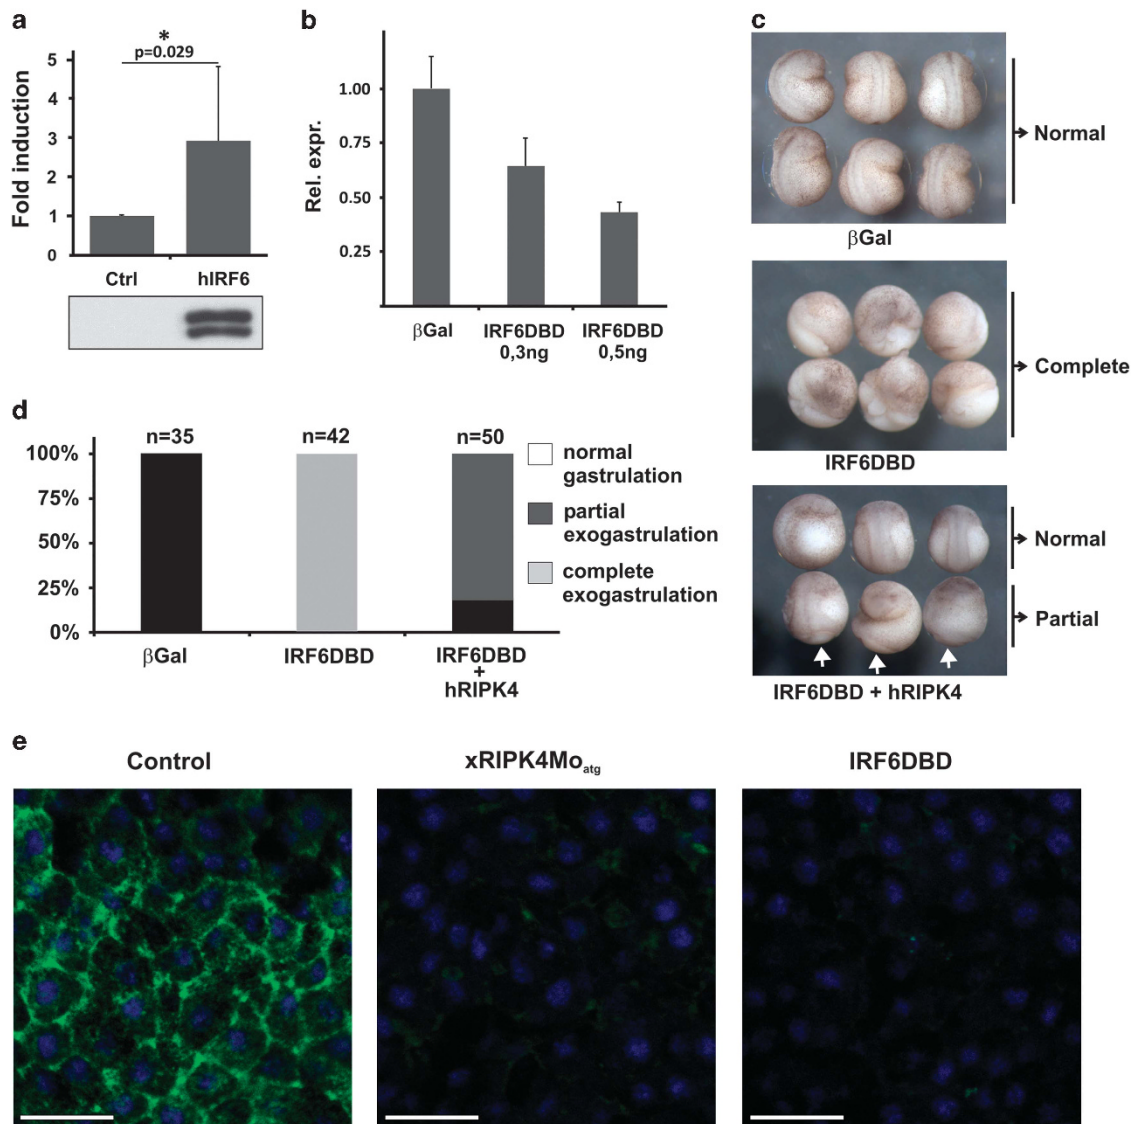 a
*
p=0.029
Fold induction
5
4
3
2
1
0
Ctrl hIRF6
b
Rel. expr.
1.00
0.75
0.50
0.25
βGal
IRF6DBD
0,3ng
IRF6DBD
0,5ng
c
Normal
βGal
Complete
IRF6DBD
Normal
Partial
IRF6DBD + hRIPK4
d
n=35 n=42 n=50
100%
75%
50%
25%
0%
βGal
IRF6DBD
IRF6DBD
+
hRIPK4
normal
gastrulation
partial
exogastrulation
complete
exogastrulation
e
Control
xRIPK4Moatg
IRF6DBD